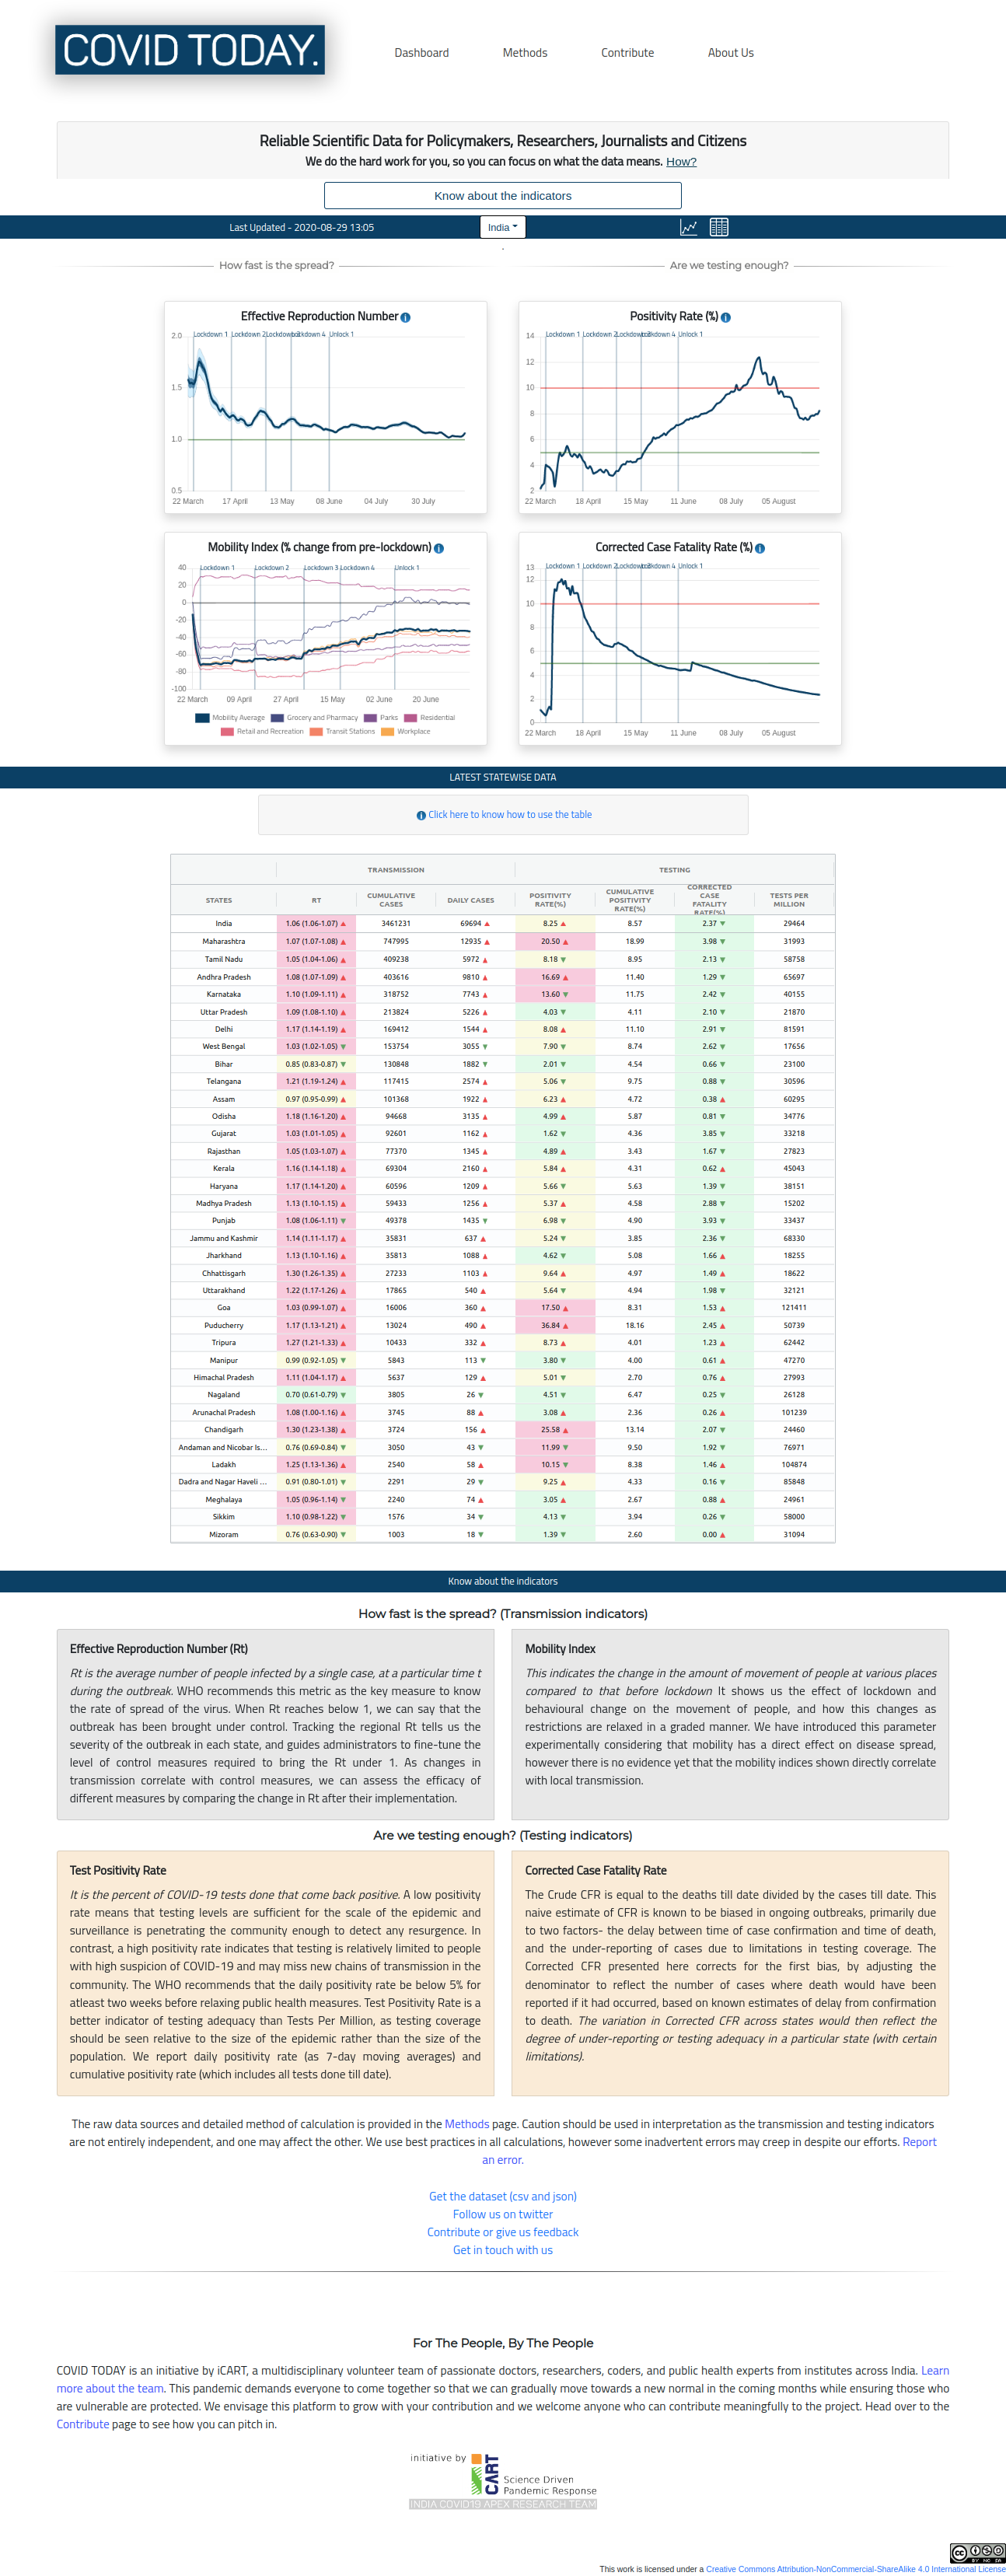 COVID TODAY.
Dashboard Methods Contribute About Us
Reliable Scientific Data for Policymakers, Researchers, Journalists and Citizens
We do the hard work for you, so you can focus on what the data means. How?
Know about the indicators
Last Updated - 2020-08-29 13:05 India
How fast is the spread? Are we testing enough?
Effective Reproduction Number
Lockdown 1 Lockdown 2 Lockdown 3 Lockdown 4 Unlock 1
2.0
1.5
1.0
0.5
22 March 17 April 13 May 08 June 04 July 30 July
Positivity Rate (%)
Lockdown 1 Lockdown 2 Lockdown 3 Lockdown 4 Unlock 1
14
12
10
8
6
4
2
22 March 18 April 15 May 11 June 08 July 05 August
Mobility Index (% change from pre-lockdown)
Lockdown 1 Lockdown 2 Lockdown 3 Lockdown 4 Unlock 1
40
20
0
-20
-40
-60
-80
-100
22 March 09 April 27 April 15 May 02 June 20 June
Mobility Average Grocery and Pharmacy Parks Residential
Retail and Recreation Transit Stations Workplace
Corrected Case Fatality Rate (%)
Lockdown 1 Lockdown 2 Lockdown 3 Lockdown 4 Unlock 1
13
12
10
8
6
4
2
0
22 March 18 April 15 May 11 June 08 July 05 August
LATEST STATEWISE DATA
Click here to know how to use the table
TRANSMISSION TESTING
STATES RT CUMULATIVE CASES DAILY CASES POSITIVITY RATE(%) CUMULATIVE POSITIVITY RATE(%) CORRECTED CASE FATALITY RATE(%) TESTS PER MILLION
India 1.06 (1.06-1.07) ▲ 3461231 69694 ▲ 8.25 ▲ 8.57 2.37 ▼ 29464
Maharashtra 1.07 (1.07-1.08) ▲ 747995 12935 ▲ 20.50 ▲ 18.99 3.98 ▼ 31993
Tamil Nadu 1.05 (1.04-1.06) ▲ 409238 5972 ▲ 8.18 ▼ 8.95 2.13 ▼ 58758
Andhra Pradesh 1.08 (1.07-1.09) ▲ 403616 9810 ▲ 16.69 ▲ 11.40 1.29 ▼ 65697
Karnataka 1.10 (1.09-1.11) ▲ 318752 7743 ▲ 13.60 ▼ 11.75 2.42 ▼ 40155
Uttar Pradesh 1.09 (1.08-1.10) ▲ 213824 5226 ▲ 4.03 ▼ 4.11 2.10 ▼ 21870
Delhi 1.17 (1.14-1.19) ▲ 169412 1544 ▲ 8.08 ▲ 11.10 2.91 ▼ 81591
West Bengal 1.03 (1.02-1.05) ▼ 153754 3055 ▼ 7.90 ▼ 8.74 2.62 ▼ 17656
Bihar 0.85 (0.83-0.87) ▼ 130848 1882 ▼ 2.01 ▼ 4.54 0.66 ▼ 23100
Telangana 1.21 (1.19-1.24) ▲ 117415 2574 ▲ 5.06 ▼ 9.75 0.88 ▼ 30596
Assam 0.97 (0.95-0.99) ▲ 101368 1922 ▲ 6.23 ▲ 4.72 0.38 ▲ 60295
Odisha 1.18 (1.16-1.20) ▲ 94668 3135 ▲ 4.99 ▲ 5.87 0.81 ▼ 34776
Gujarat 1.03 (1.01-1.05) ▲ 92601 1162 ▲ 1.62 ▼ 4.36 3.85 ▼ 33218
Rajasthan 1.05 (1.03-1.07) ▲ 77370 1345 ▲ 4.89 ▲ 3.43 1.67 ▼ 27823
Kerala 1.16 (1.14-1.18) ▲ 69304 2160 ▲ 5.84 ▲ 4.31 0.62 ▲ 45043
Haryana 1.17 (1.14-1.20) ▲ 60596 1209 ▲ 5.66 ▼ 5.63 1.39 ▼ 38151
Madhya Pradesh 1.13 (1.10-1.15) ▲ 59433 1256 ▲ 5.37 ▲ 4.58 2.88 ▼ 15202
Punjab 1.08 (1.06-1.11) ▼ 49378 1435 ▼ 6.98 ▼ 4.90 3.93 ▼ 33437
Jammu and Kashmir 1.14 (1.11-1.17) ▲ 35831 637 ▲ 5.24 ▼ 3.85 2.36 ▼ 68330
Jharkhand 1.13 (1.10-1.16) ▲ 35813 1088 ▲ 4.62 ▼ 5.08 1.66 ▲ 18255
Chhattisgarh 1.30 (1.26-1.35) ▲ 27233 1103 ▲ 9.64 ▲ 4.97 1.49 ▲ 18622
Uttarakhand 1.22 (1.17-1.26) ▲ 17865 540 ▲ 5.64 ▼ 4.94 1.98 ▼ 32121
Goa 1.03 (0.99-1.07) ▲ 16006 360 ▲ 17.50 ▲ 8.31 1.53 ▲ 121411
Puducherry 1.17 (1.13-1.21) ▲ 13024 490 ▲ 36.84 ▲ 18.16 2.45 ▲ 50739
Tripura 1.27 (1.21-1.33) ▲ 10433 332 ▲ 8.73 ▲ 4.01 1.23 ▲ 62442
Manipur 0.99 (0.92-1.05) ▼ 5843 113 ▼ 3.80 ▼ 4.00 0.61 ▲ 47270
Himachal Pradesh 1.11 (1.04-1.17) ▲ 5637 129 ▲ 5.01 ▼ 2.70 0.76 ▲ 27993
Nagaland 0.70 (0.61-0.79) ▼ 3805 26 ▼ 4.51 ▼ 6.47 0.25 ▼ 26128
Arunachal Pradesh 1.08 (1.00-1.16) ▲ 3745 88 ▲ 3.08 ▲ 2.36 0.26 ▲ 101239
Chandigarh 1.30 (1.23-1.38) ▲ 3724 156 ▲ 25.58 ▲ 13.14 2.07 ▼ 24460
Andaman and Nicobar Is... 0.76 (0.69-0.84) ▼ 3050 43 ▼ 11.99 ▼ 9.50 1.92 ▼ 76971
Ladakh 1.25 (1.13-1.36) ▲ 2540 58 ▲ 10.15 ▼ 8.38 1.46 ▲ 104874
Dadra and Nagar Haveli ... 0.91 (0.80-1.01) ▼ 2291 29 ▼ 9.25 ▲ 4.33 0.16 ▼ 85848
Meghalaya 1.05 (0.96-1.14) ▼ 2240 74 ▲ 3.05 ▲ 2.67 0.88 ▲ 24961
Sikkim 1.10 (0.98-1.22) ▼ 1576 34 ▼ 4.13 ▼ 3.94 0.26 ▼ 58000
Mizoram 0.76 (0.63-0.90) ▼ 1003 18 ▼ 1.39 ▼ 2.60 0.00 ▲ 31094
Know about the indicators
How fast is the spread? (Transmission indicators)
Effective Reproduction Number (Rt)
Rt is the average number of people infected by a single case, at a particular time t
during the outbreak. WHO recommends this metric as the key measure to know
the rate of spread of the virus. When Rt reaches below 1, we can say that the
outbreak has been brought under control. Tracking the regional Rt tells us the
severity of the outbreak in each state, and guides administrators to fine-tune the
level of control measures required to bring the Rt under 1. As changes in
transmission correlate with control measures, we can assess the efficacy of
different measures by comparing the change in Rt after their implementation.
Mobility Index
This indicates the change in the amount of movement of people at various places
compared to that before lockdown It shows us the effect of lockdown and
behavioural change on the movement of people, and how this changes as
restrictions are relaxed in a graded manner. We have introduced this parameter
experimentally considering that mobility has a direct effect on disease spread,
however there is no evidence yet that the mobility indices shown directly correlate
with local transmission.
Are we testing enough? (Testing indicators)
Test Positivity Rate
It is the percent of COVID-19 tests done that come back positive. A low positivity
rate means that testing levels are sufficient for the scale of the epidemic and
surveillance is penetrating the community enough to detect any resurgence. In
contrast, a high positivity rate indicates that testing is relatively limited to people
with high suspicion of COVID-19 and may miss new chains of transmission in the
community. The WHO recommends that the daily positivity rate be below 5% for
atleast two weeks before relaxing public health measures. Test Positivity Rate is a
better indicator of testing adequacy than Tests Per Million, as testing coverage
should be seen relative to the size of the epidemic rather than the size of the
population. We report daily positivity rate (as 7-day moving averages) and
cumulative positivity rate (which includes all tests done till date).
Corrected Case Fatality Rate
The Crude CFR is equal to the deaths till date divided by the cases till date. This
naive estimate of CFR is known to be biased in ongoing outbreaks, primarily due
to two factors- the delay between time of case confirmation and time of death,
and the under-reporting of cases due to limitations in testing coverage. The
Corrected CFR presented here corrects for the first bias, by adjusting the
denominator to reflect the number of cases where death would have been
reported if it had occurred, based on known estimates of delay from confirmation
to death. The variation in Corrected CFR across states would then reflect the
degree of under-reporting or testing adequacy in a particular state (with certain
limitations).
The raw data sources and detailed method of calculation is provided in the Methods page. Caution should be used in interpretation as the transmission and testing indicators
are not entirely independent, and one may affect the other. We use best practices in all calculations, however some inadvertent errors may creep in despite our efforts. Report
an error.
Get the dataset (csv and json)
Follow us on twitter
Contribute or give us feedback
Get in touch with us
For The People, By The People
COVID TODAY is an initiative by iCART, a multidisciplinary volunteer team of passionate doctors, researchers, coders, and public health experts from institutes across India. Learn
more about the team. This pandemic demands everyone to come together so that we can gradually move towards a new normal in the coming months while ensuring those who
are vulnerable are protected. We envisage this platform to grow with your contribution and we welcome anyone who can contribute meaningfully to the project. Head over to the
Contribute page to see how you can pitch in.
initiative by
CART
Science Driven
Pandemic Response
INDIA COVID19 APEX RESEARCH TEAM
CC BY NC SA
This work is licensed under a Creative Commons Attribution-NonCommercial-ShareAlike 4.0 International License